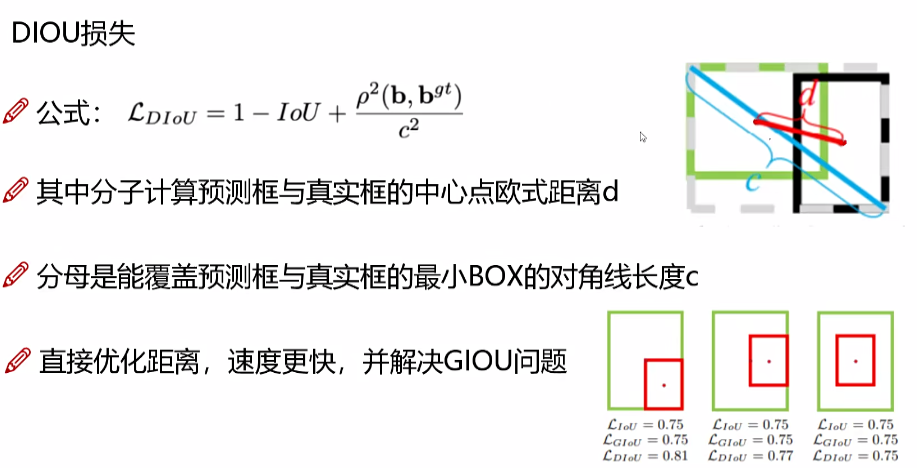 DIOU损失
公式： $\mathcal{L}_{DIoU} = 1 - IoU + \frac{\rho^2(\mathbf{b}, \mathbf{b}^{gt})}{c^2}$
其中分子计算预测框与真实框的中心点欧式距离d
分母是能覆盖预测框与真实框的最小BOX的对角线长度c
直接优化距离，速度更快，并解决GIOU问题
d
c
$\mathcal{L}_{IoU} = 0.75$ $\mathcal{L}_{IoU} = 0.75$ $\mathcal{L}_{IoU} = 0.75$
$\mathcal{L}_{GIoU} = 0.75$ $\mathcal{L}_{GIoU} = 0.75$ $\mathcal{L}_{GIoU} = 0.75$
$\mathcal{L}_{DIoU} = 0.81$ $\mathcal{L}_{DIoU} = 0.77$ $\mathcal{L}_{DIoU} = 0.75$